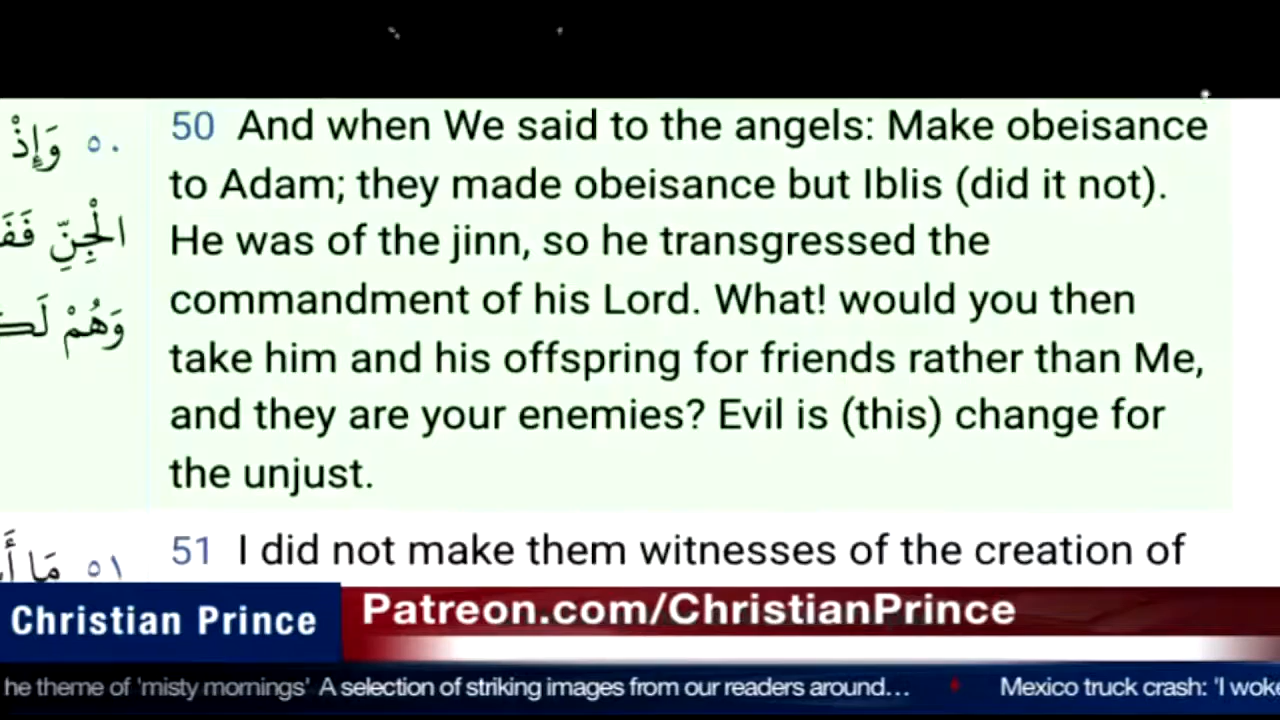 50 And when We said to the angels: Make obeisance
to Adam; they made obeisance but Iblis (did it not).
He was of the jinn, so he transgressed the
commandment of his Lord. What! would you then
take him and his offspring for friends rather than Me,
and they are your enemies? Evil is (this) change for
the unjust.
٥٠ وَإِذْ
الْجِنِّ
وَهُمْ
51 I did not make them witnesses of the creation of
٥١ مَا
Christian Prince
Patreon.com/ChristianPrince
he theme of 'misty mornings' A selection of striking images from our readers around... Mexico truck crash: 'I woke